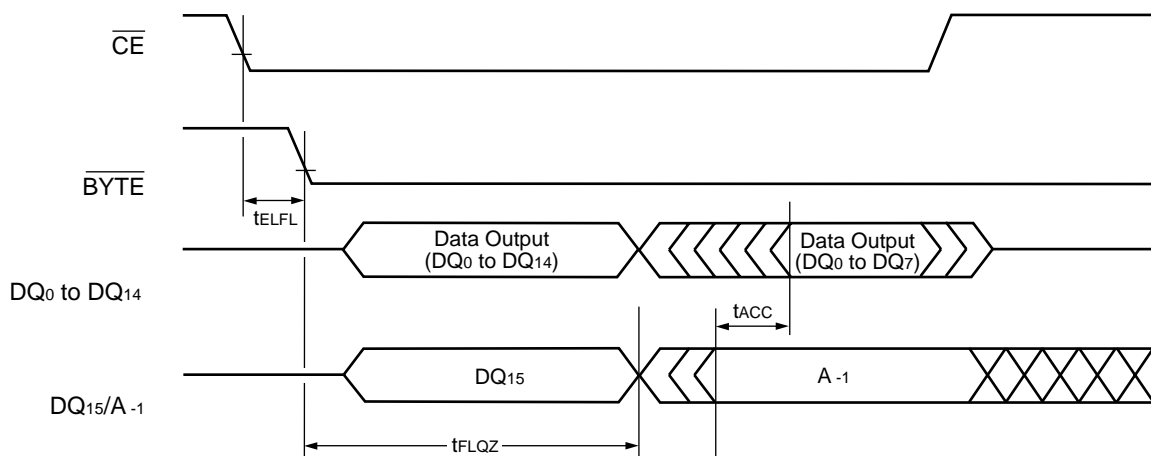 CE
BYTE
tELFL
Data Output
(DQ0 to DQ14)
Data Output
(DQ0 to DQ7)
DQ0 to DQ14
tACC
DQ15
A -1
DQ15/A -1
tFLQZ